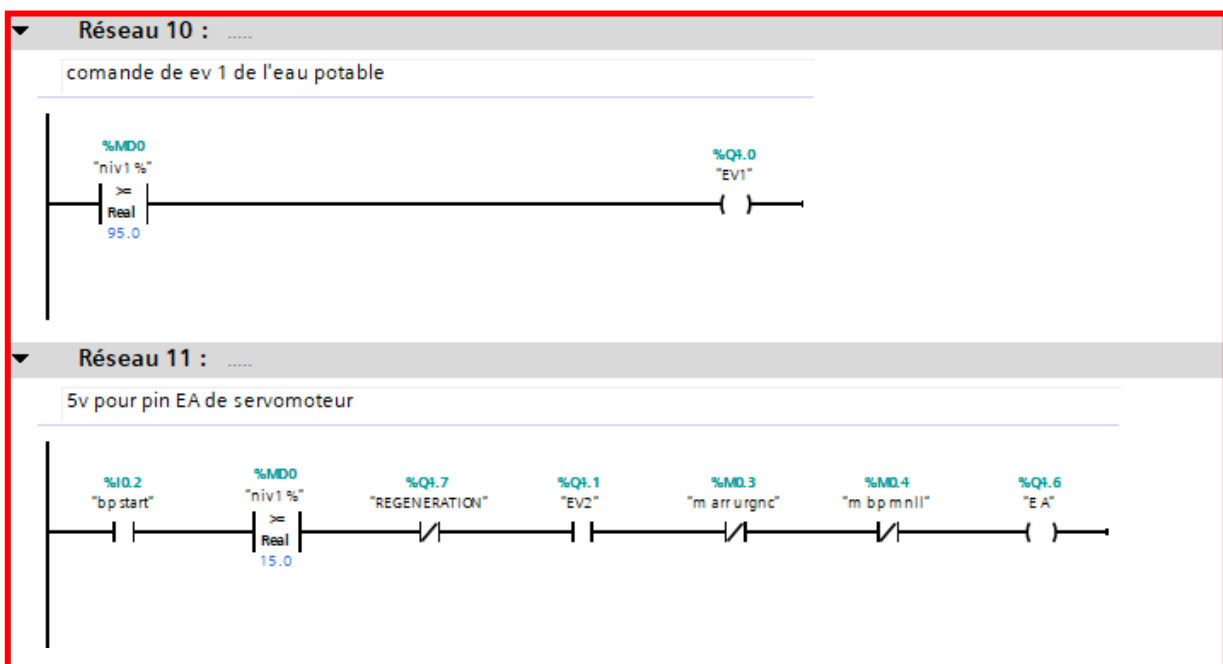 Réseau 10 : .....
comande de ev 1 de l'eau potable
%MD0
"niv1 %"
>=
Real
95.0
%Q4.0
"EV1"
Réseau 11 : .....
5v pour pin EA de servomoteur
%I0.2 %MD0 %Q4.7 %Q4.1 %M0.3 %M0.4 %Q4.6
"bp start" "niv1 %" "REGENERATION" "EV2" "m arr urgnc" "m bp mnll" "E A"
>=
Real
15.0